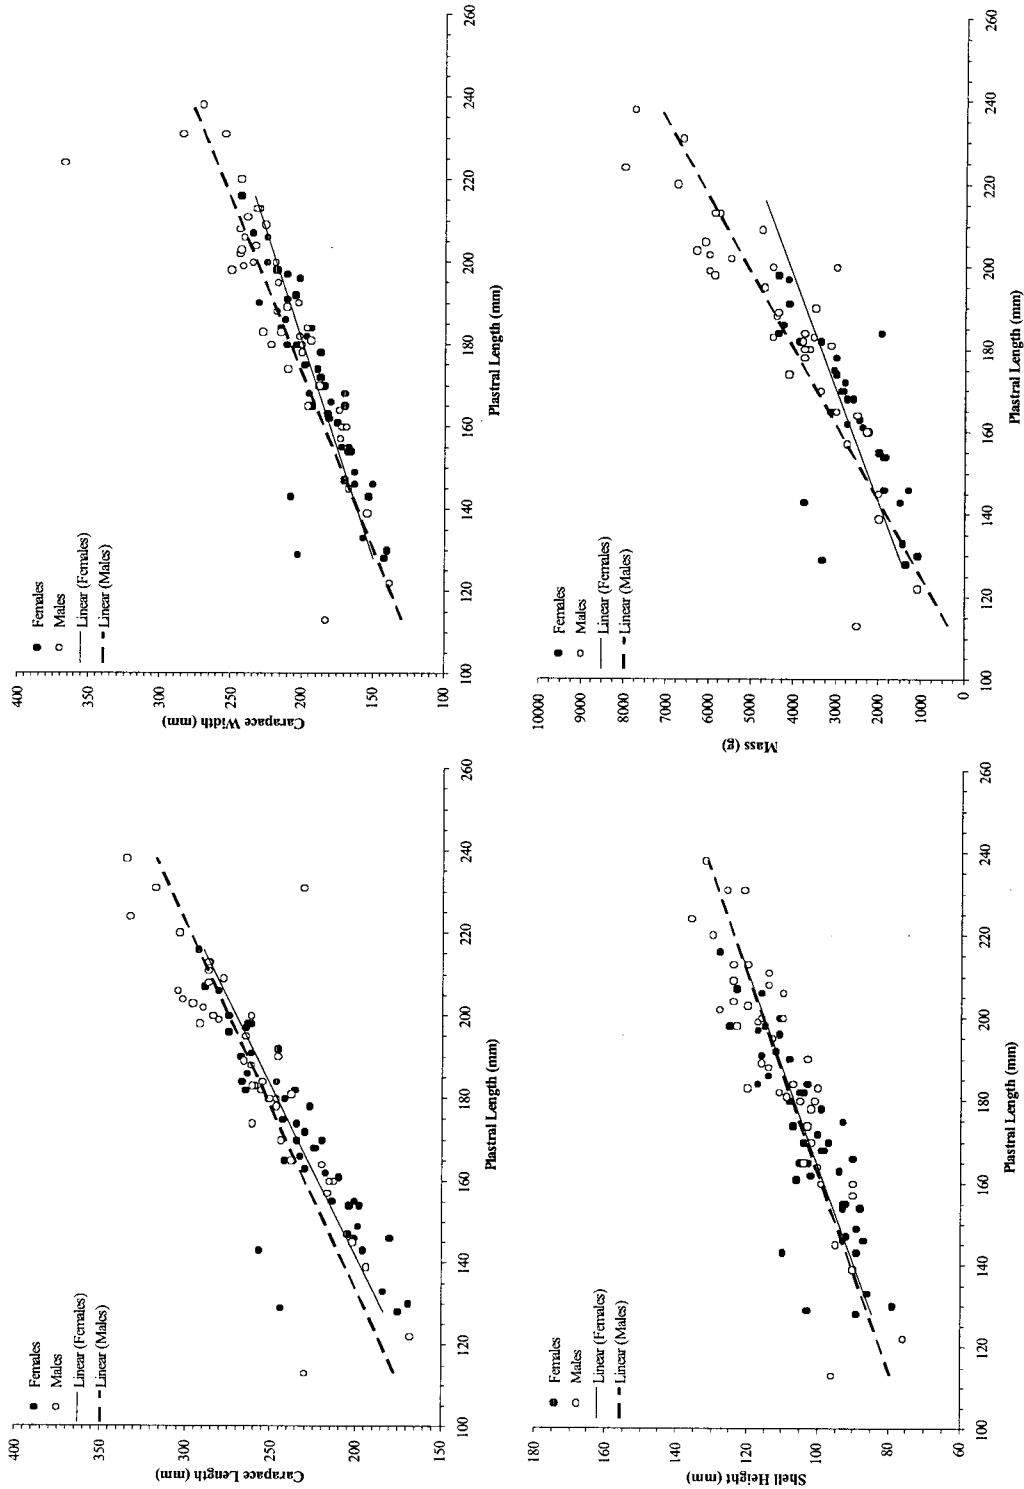 Carapace Length (mm)
400
350
300
250
200
150
Females
Males
Linear (Females)
Linear (Males)
100 120 140 160 180 200 220 240 260
Plastral Length (mm)
Carapace Width (mm)
400
350
300
250
200
150
100
Females
Males
Linear (Females)
Linear (Males)
100 120 140 160 180 200 220 240 260
Plastral Length (mm)
Shell Height (mm)
180
160
140
120
100
80
60
Females
Males
Linear (Females)
Linear (Males)
100 120 140 160 180 200 220 240 260
Plastral Length (mm)
Mass (g)
10000
9000
8000
7000
6000
5000
4000
3000
2000
1000
0
Females
Males
Linear (Females)
Linear (Males)
100 120 140 160 180 200 220 240 260
Plastral Length (mm)